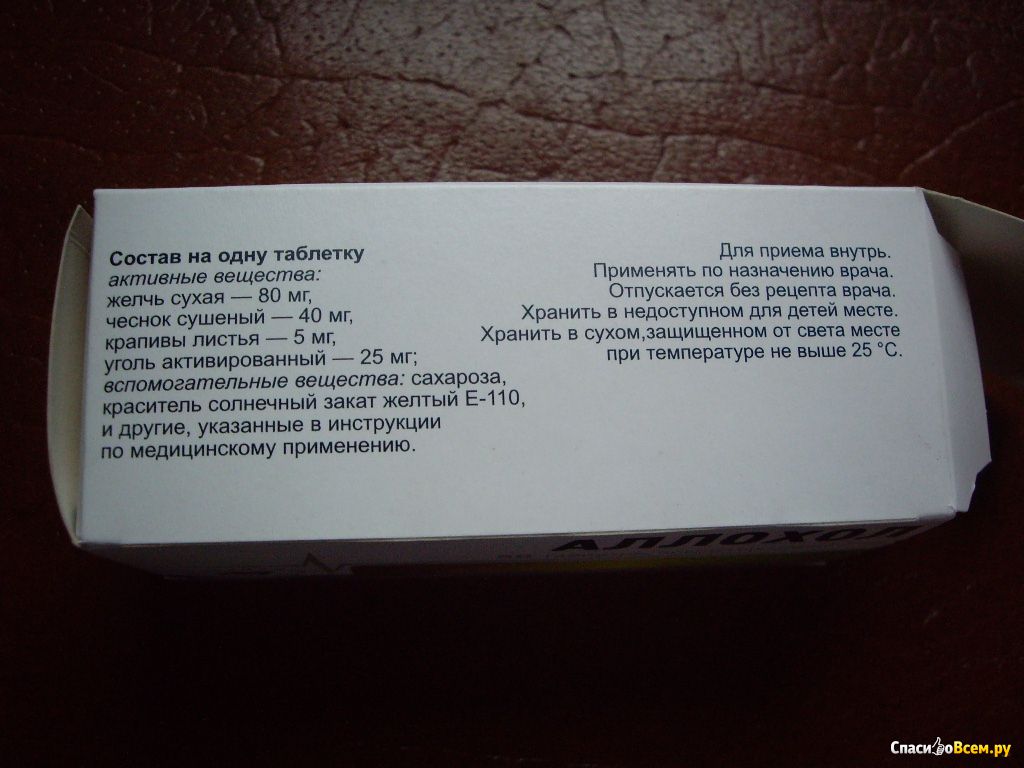 Состав на одну таблетку
активные вещества:
желчь сухая — 80 мг,
чеснок сушеный — 40 мг,
крапивы листья — 5 мг,
уголь активированный — 25 мг;
вспомогательные вещества: сахароза,
краситель солнечный закат желтый Е-110,
и другие, указанные в инструкции
по медицинскому применению.
Для приема внутрь.
Применять по назначению врача.
Отпускается без рецепта врача.
Хранить в недоступном для детей месте.
Хранить в сухом,защищенном от света месте
при температуре не выше 25 °С.
АЛЛОХОЛ
СпасибоВсем.ру